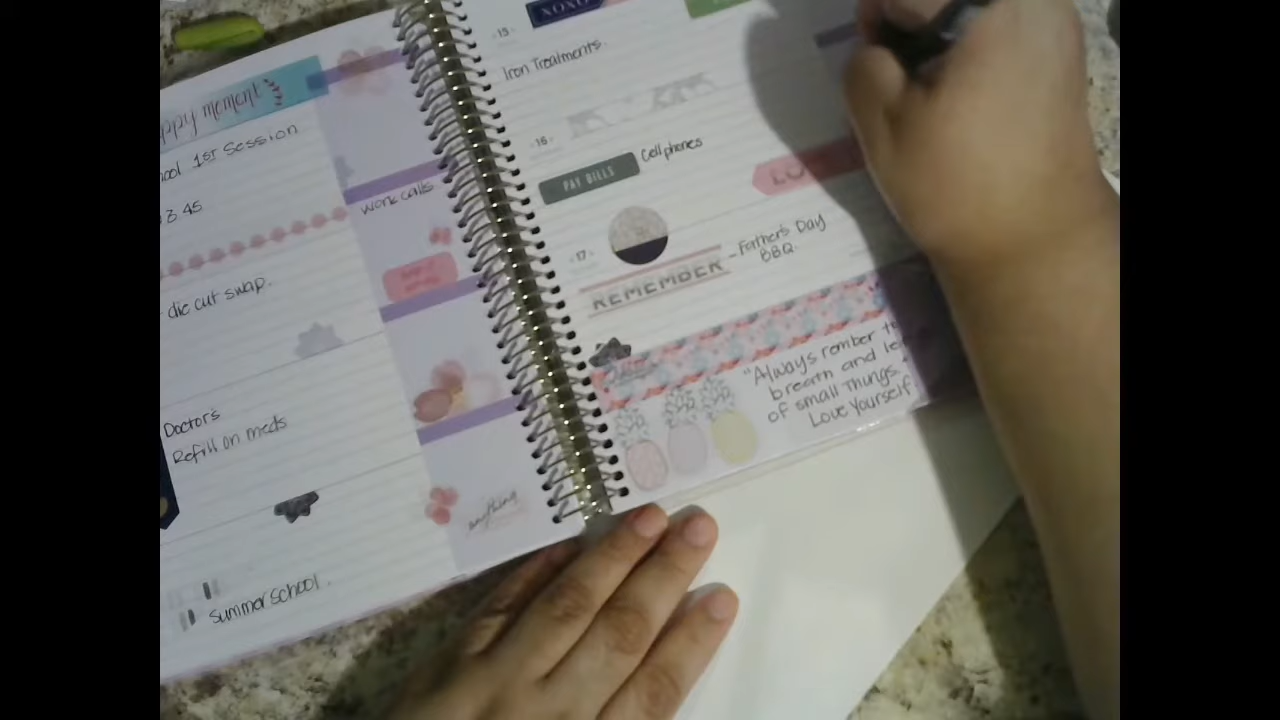 ppy moment
ool 1st Session
3:45
die cut swap.
Doctors
Refill on meds
summer school.
Work calls
anything
15
XOXO
Iron Treatments.
16
PAY BILLS
Cellphones
17
REMEMBER
-Father's Day
BBQ.
"Always rember t
breath and le
of small things.
Love Yourself